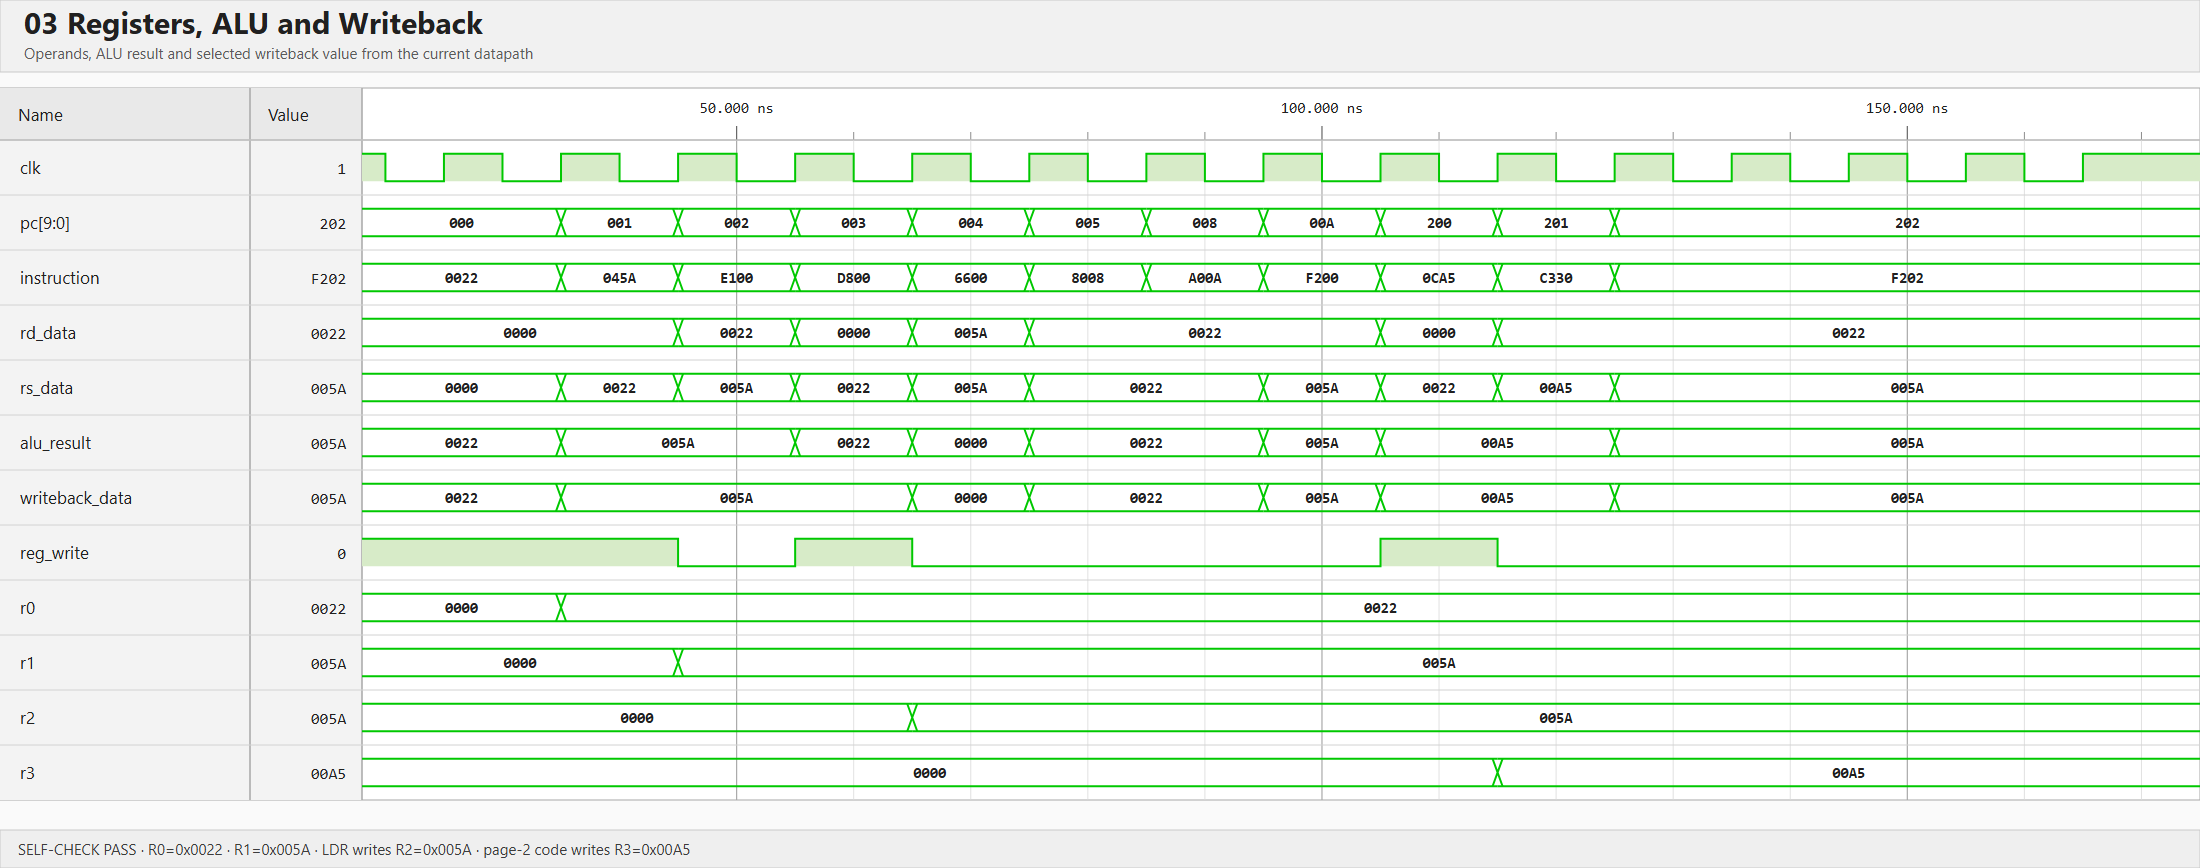 03 Registers, ALU and Writeback
Operands, ALU result and selected writeback value from the current datapath
Name Value 50.000 ns 100.000 ns 150.000 ns
clk 1
pc[9:0] 202 000 001 002 003 004 005 008 00A 200 201 202
instruction F202 0022 045A E100 D800 6600 8008 A00A F200 0CA5 C330 F202
rd_data 0022 0000 0022 0000 005A 0022 0000 0022
rs_data 005A 0000 0022 005A 0022 005A 0022 005A 0022 00A5 005A
alu_result 005A 0022 005A 0022 0000 0022 005A 00A5 005A
writeback_data 005A 0022 005A 0000 0022 005A 00A5 005A
reg_write 0
r0 0022 0000 0022
r1 005A 0000 005A
r2 005A 0000 005A
r3 00A5 0000 00A5
SELF-CHECK PASS · R0=0x0022 · R1=0x005A · LDR writes R2=0x005A · page-2 code writes R3=0x00A5